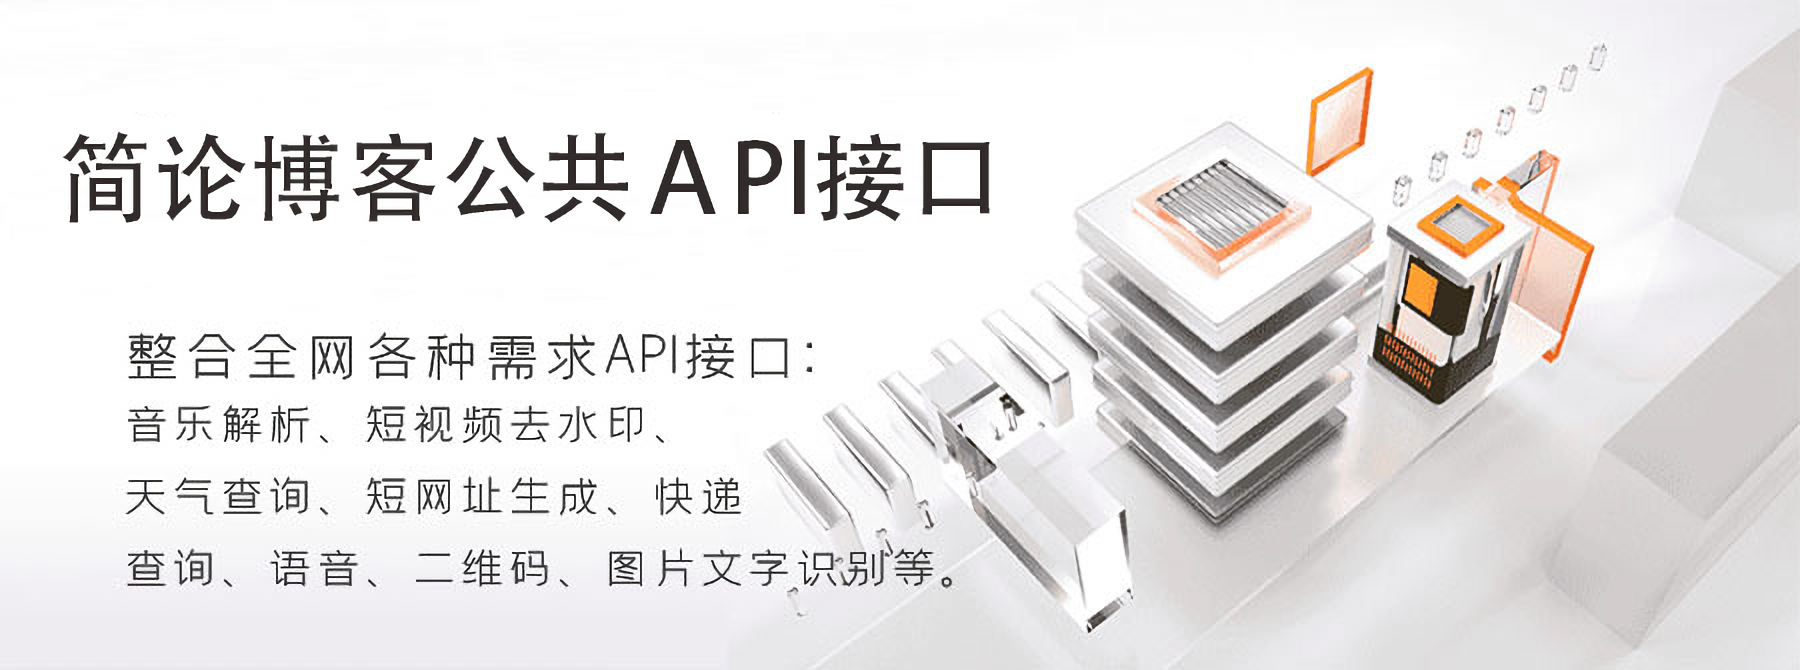 简论博客公共API接口
整合全网各种需求API接口：
音乐解析、短视频去水印、
天气查询、短网址生成、快递
查询、语音、二维码、图片文字识别等。